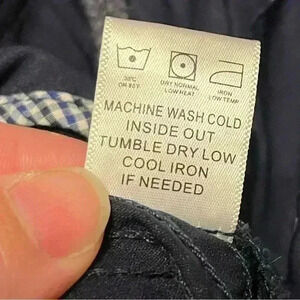 30°C
OR 85°F
DRY NORMAL
LOW HEAT
IRON
LOW TEMP
MACHINE WASH COLD
INSIDE OUT
TUMBLE DRY LOW
COOL IRON
IF NEEDED